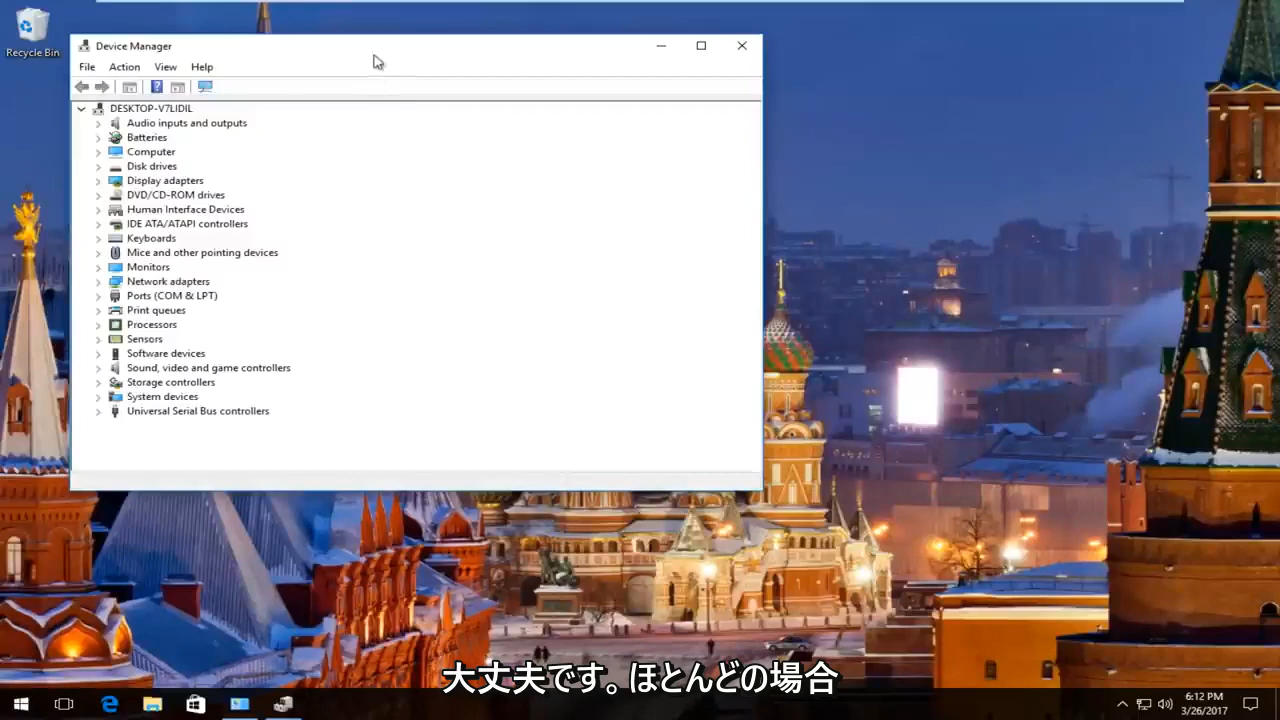 Recycle Bin
Device Manager
File Action View Help
DESKTOP-V7LIDIL
Audio inputs and outputs
Batteries
Computer
Disk drives
Display adapters
DVD/CD-ROM drives
Human Interface Devices
IDE ATA/ATAPI controllers
Keyboards
Mice and other pointing devices
Monitors
Network adapters
Ports (COM & LPT)
Print queues
Processors
Sensors
Software devices
Sound, video and game controllers
Storage controllers
System devices
Universal Serial Bus controllers
大丈夫です。ほとんどの場合
6:12 PM
3/26/2017